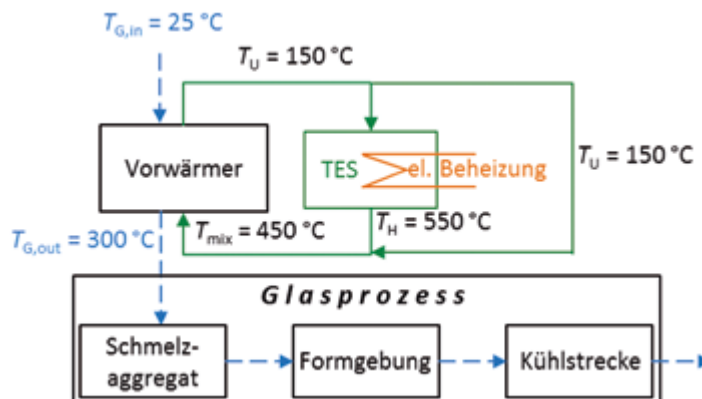 T_G,in = 25 °C
T_U = 150 °C
Vorwärmer
TES
el. Beheizung
T_U = 150 °C
T_H = 550 °C
T_mix = 450 °C
T_G,out = 300 °C
Glasprozess
Schmelz-
aggregat
Formgebung
Kühlstrecke